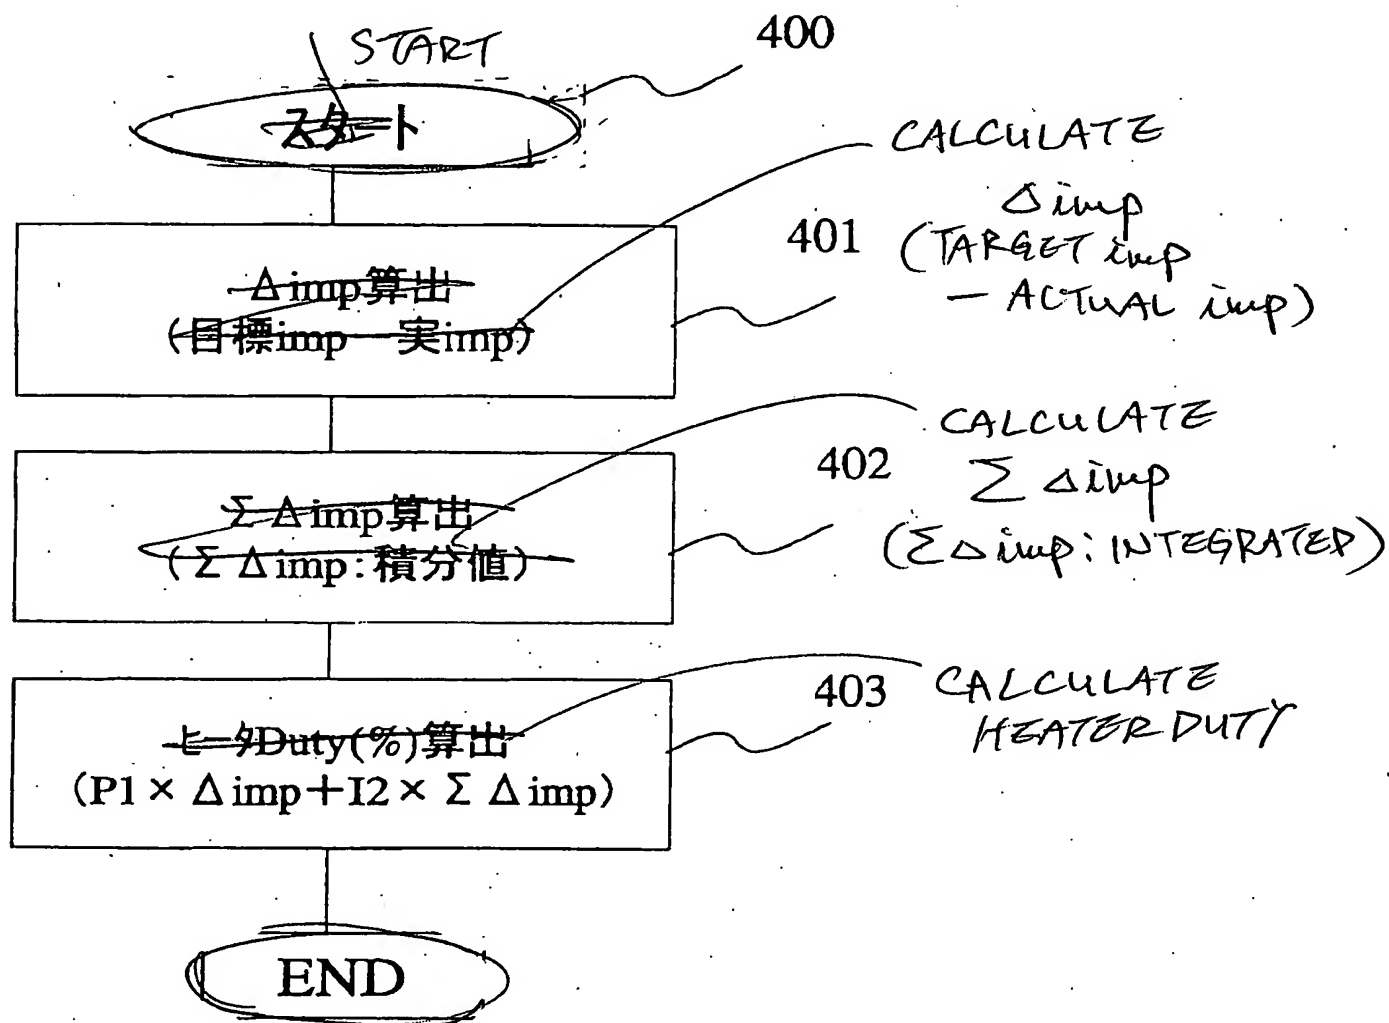 START
400
スタート
CALCULATE
Δimp
(TARGET imp
- ACTUAL imp)
401
Δimp算出
(目標imp－実imp)
CALCULATE
ΣΔimp
(ΣΔimp: INTEGRATED)
402
ΣΔimp算出
(ΣΔimp:積分値)
CALCULATE
HEATER DUTY
403
ヒータDuty(%)算出
(P1×Δimp+I2×ΣΔimp)
END